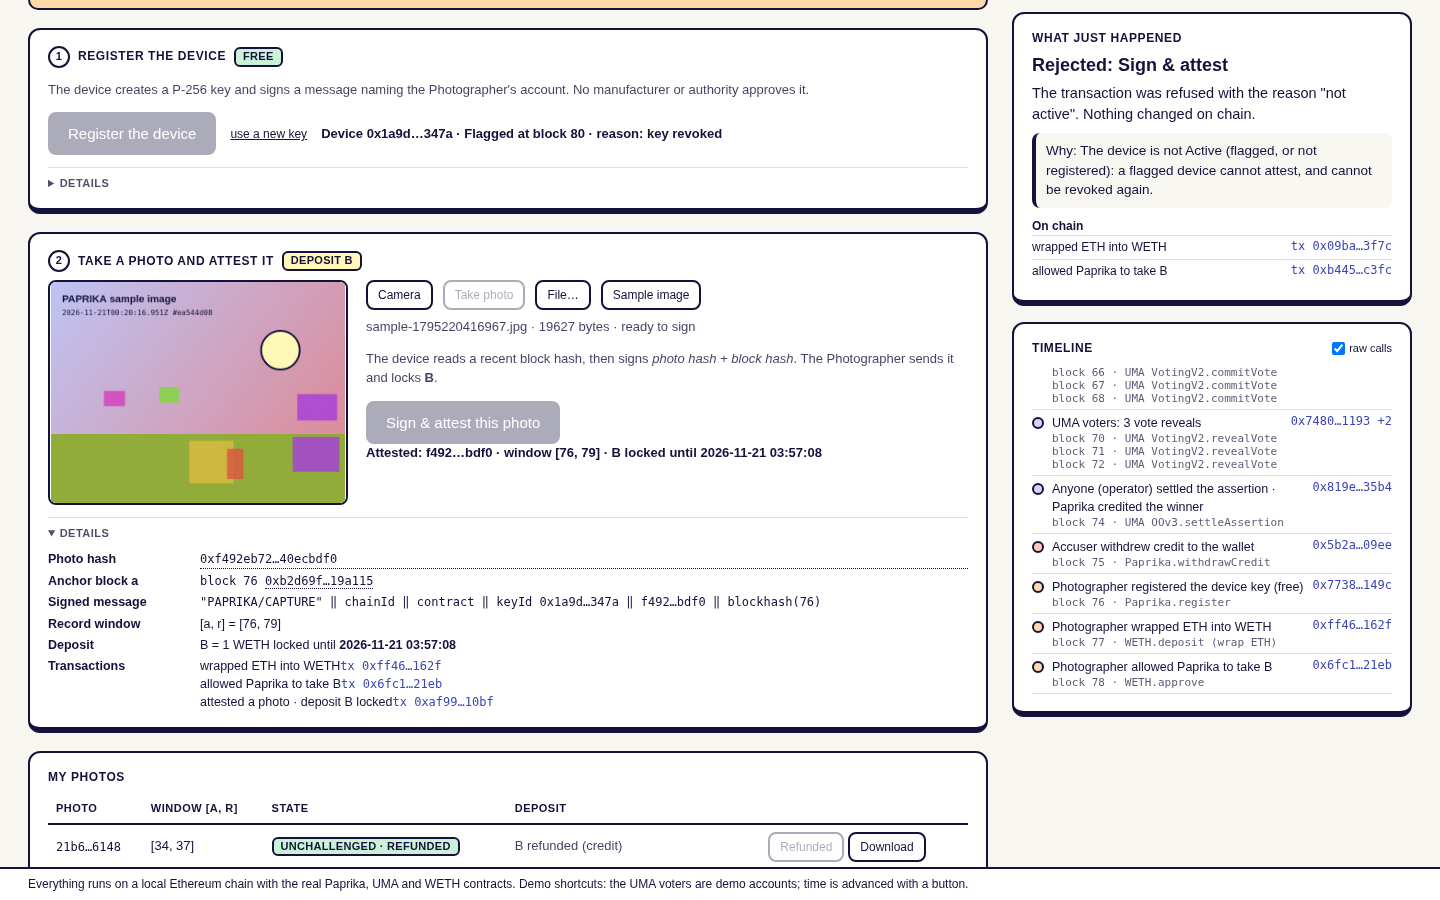 1 REGISTER THE DEVICE FREE
The device creates a P-256 key and signs a message naming the Photographer's account. No manufacturer or authority approves it.
Register the device use a new key Device 0x1a9d…347a · Flagged at block 80 · reason: key revoked
DETAILS
2 TAKE A PHOTO AND ATTEST IT DEPOSIT B
PAPRIKA sample image
2026-11-21T00:20:16.951Z #ea544d08
Camera Take photo File… Sample image
sample-1795220416967.jpg · 19627 bytes · ready to sign
The device reads a recent block hash, then signs photo hash + block hash. The Photographer sends it
and locks B.
Sign & attest this photo
Attested: f492…bdf0 · window [76, 79] · B locked until 2026-11-21 03:57:08
DETAILS
Photo hash 0xf492eb72…40ecbdf0
Anchor block a block 76 0xb2d69f…19a115
Signed message "PAPRIKA/CAPTURE" ‖ chainId ‖ contract ‖ keyId 0x1a9d…347a ‖ f492…bdf0 ‖ blockhash(76)
Record window [a, r] = [76, 79]
Deposit B = 1 WETH locked until 2026-11-21 03:57:08
Transactions wrapped ETH into WETHtx 0xff46…162f
allowed Paprika to take Btx 0x6fc1…21eb
attested a photo · deposit B lockedtx 0xaf99…10bf
MY PHOTOS
PHOTO WINDOW [A, R] STATE DEPOSIT
21b6…6148 [34, 37] UNCHALLENGED · REFUNDED B refunded (credit) Refunded Download
WHAT JUST HAPPENED
Rejected: Sign & attest
The transaction was refused with the reason "not
active". Nothing changed on chain.
Why: The device is not Active (flagged, or not
registered): a flagged device cannot attest, and cannot
be revoked again.
On chain
wrapped ETH into WETH tx 0x09ba…3f7c
allowed Paprika to take B tx 0xb445…c3fc
TIMELINE raw calls
block 66 · UMA VotingV2.commitVote
block 67 · UMA VotingV2.commitVote
block 68 · UMA VotingV2.commitVote
UMA voters: 3 vote reveals 0x7480…1193 +2
block 70 · UMA VotingV2.revealVote
block 71 · UMA VotingV2.revealVote
block 72 · UMA VotingV2.revealVote
Anyone (operator) settled the assertion · 0x819e…35b4
Paprika credited the winner
block 74 · UMA OOv3.settleAssertion
Accuser withdrew credit to the wallet 0x5b2a…09ee
block 75 · Paprika.withdrawCredit
Photographer registered the device key (free) 0x7738…149c
block 76 · Paprika.register
Photographer wrapped ETH into WETH 0xff46…162f
block 77 · WETH.deposit (wrap ETH)
Photographer allowed Paprika to take B 0x6fc1…21eb
block 78 · WETH.approve
Everything runs on a local Ethereum chain with the real Paprika, UMA and WETH contracts. Demo shortcuts: the UMA voters are demo accounts; time is advanced with a button.